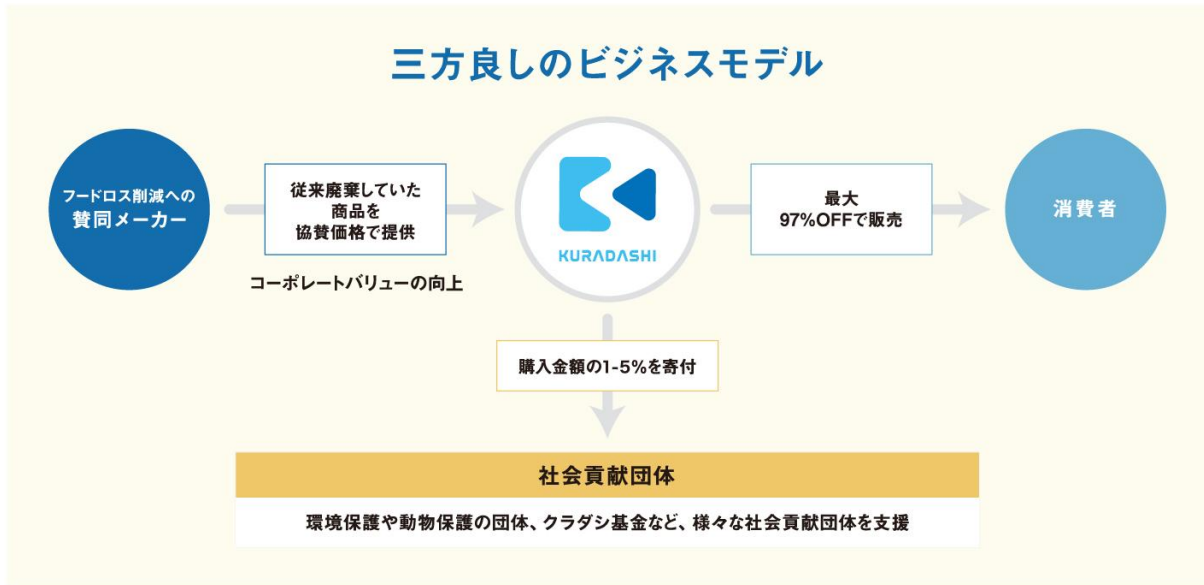 三方良しのビジネスモデル
フードロス削減への
賛同メーカー
従来廃棄していた
商品を
協賛価格で提供
コーポレートバリューの向上
KURADASHI
最大
97%OFFで販売
消費者
購入金額の1-5%を寄付
社会貢献団体
環境保護や動物保護の団体、クラダシ基金など、様々な社会貢献団体を支援